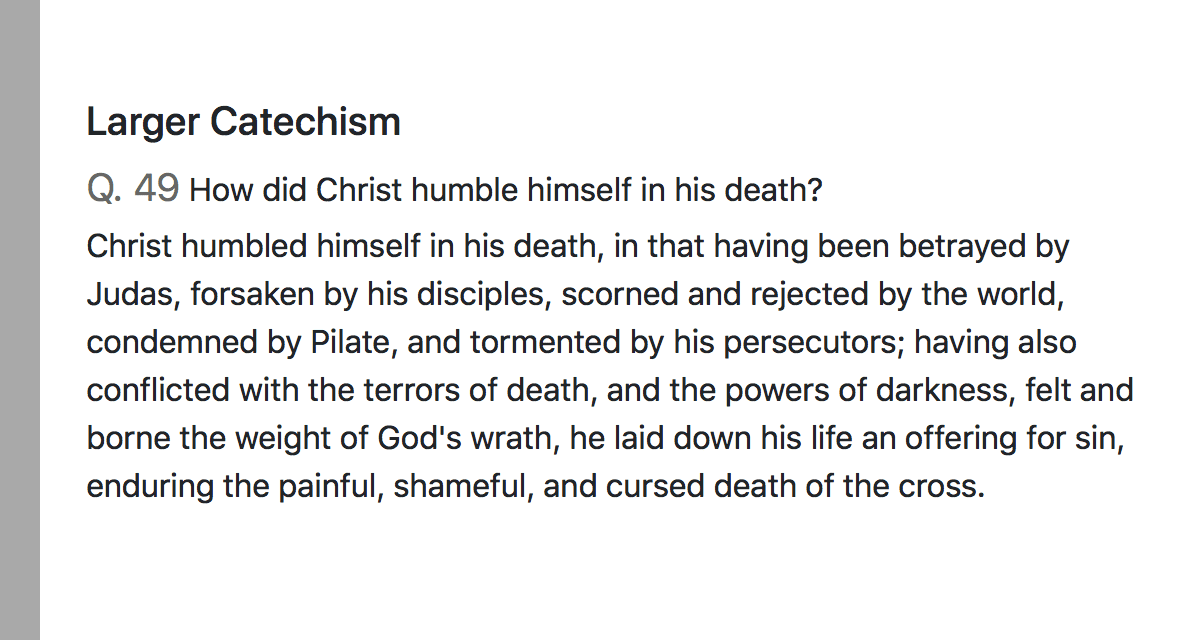 Larger Catechism
Q. 49 How did Christ humble himself in his death?
Christ humbled himself in his death, in that having been betrayed by
Judas, forsaken by his disciples, scorned and rejected by the world,
condemned by Pilate, and tormented by his persecutors; having also
conflicted with the terrors of death, and the powers of darkness, felt and
borne the weight of God's wrath, he laid down his life an offering for sin,
enduring the painful, shameful, and cursed death of the cross.